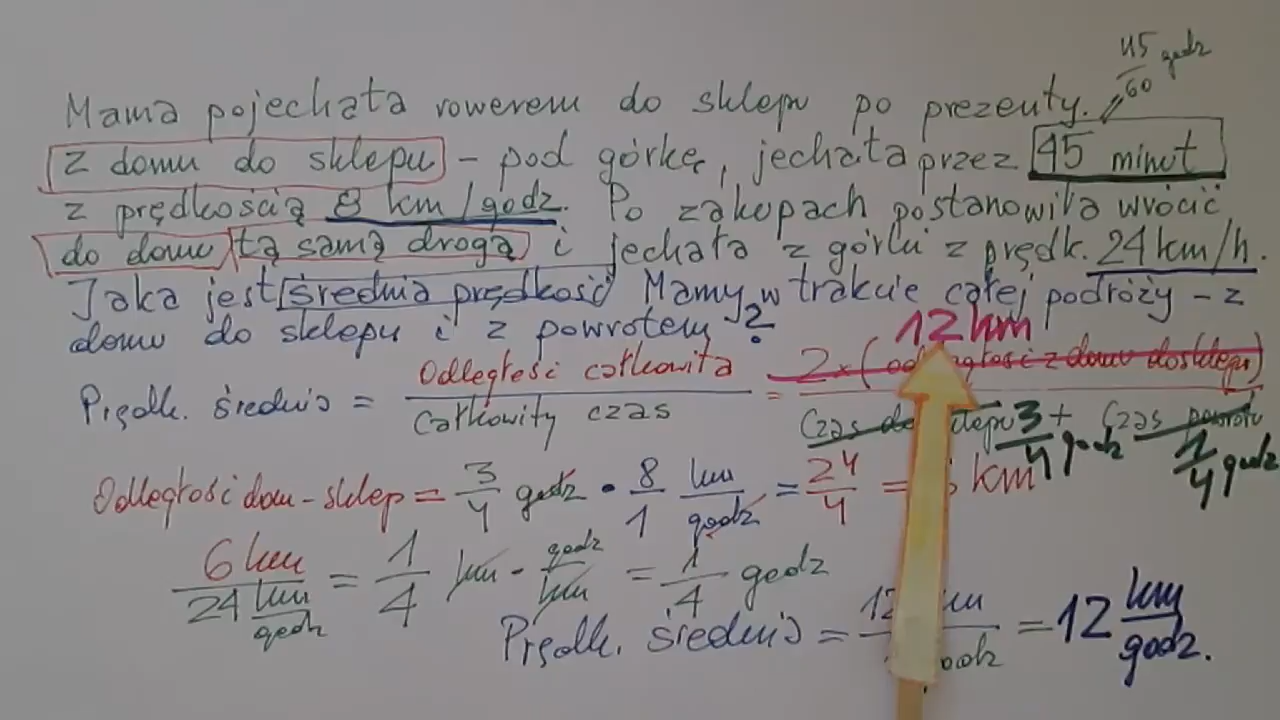 45 godz
60
Mama pojechała rowerem do sklepu po prezenty.
z domu do sklepu - pod górkę, jechała przez 45 minut
z prędkością 8 km/godz. Po zakupach postanowiła wrócić
do domu tą samą drogą i jechała z górki z prędk. 24 km/h.
Jaka jest średnia prędkość Mamy w trakcie całej podróży - z
domu do sklepu i z powrotem?
12 km
Prędk. średnia = Odległość całkowita / Całkowity czas = 2 x (odległość z domu do sklepu) / Czas do sklepu 3/4 godz + Czas powrotu 1/4 godz
Odległość dom - sklep = 3/4 godz • 8/1 km/godz = 24/4 = km
6 km / 24 km/godz = 1/4 km · godz/km = 1/4 godz
Prędk. średnia = 12 km / godz = 12 km/godz.